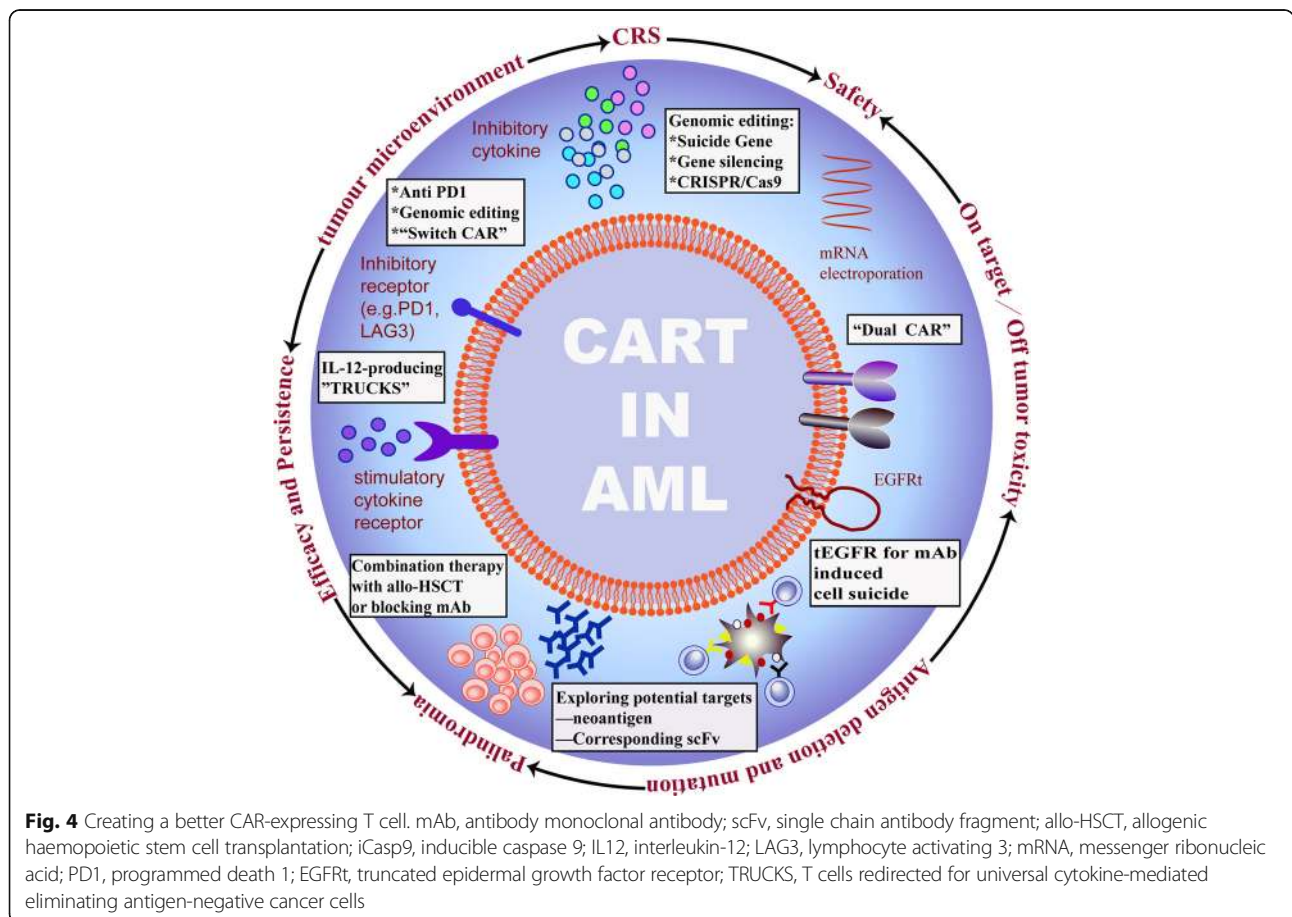 CRS
Safety
On target / Off tumor toxicity
Antigen deletion and mutation
Palindromia
Efficacy and Persistence
tumour microenvironment
Inhibitory
cytokine
Genomic editing:
*Suicide Gene
*Gene silencing
*CRISPR/Cas9
*Anti PD1
*Genomic editing
*“Switch CAR”
mRNA
electroporation
Inhibitory
receptor
(e.g.PD1,
LAG3)
“Dual CAR”
IL-12-producing
”TRUCKS”
CART
IN
AML
stimulatory
cytokine
receptor
EGFRt
tEGFR for mAb
induced
cell suicide
Combination therapy
with allo-HSCT
or blocking mAb
Exploring potential targets
—neoantigen
—Corresponding scFv
Fig. 4 Creating a better CAR-expressing T cell. mAb, antibody monoclonal antibody; scFv, single chain antibody fragment; allo-HSCT, allogenic
haemopoietic stem cell transplantation; iCasp9, inducible caspase 9; IL12, interleukin-12; LAG3, lymphocyte activating 3; mRNA, messenger ribonucleic
acid; PD1, programmed death 1; EGFRt, truncated epidermal growth factor receptor; TRUCKS, T cells redirected for universal cytokine-mediated
eliminating antigen-negative cancer cells